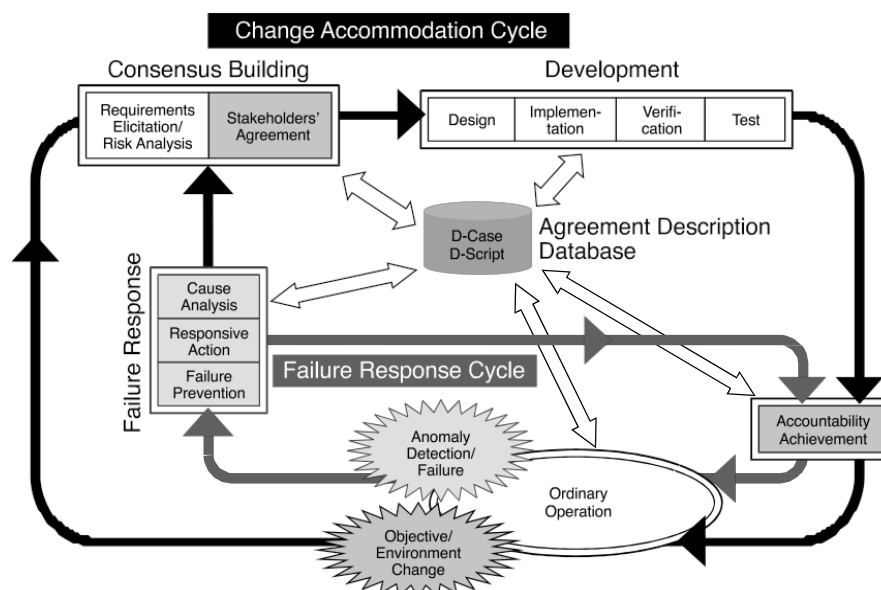 Change Accommodation Cycle
Consensus Building
Development
Requirements
Elicitation/
Risk Analysis
Stakeholders'
Agreement
Design
Implemen-
tation
Verifi-
cation
Test
D-Case
D-Script
Agreement Description
Database
Failure Response
Cause
Analysis
Responsive
Action
Failure
Prevention
Failure Response Cycle
Accountability
Achievement
Anomaly
Detection/
Failure
Ordinary
Operation
Objective/
Environment
Change